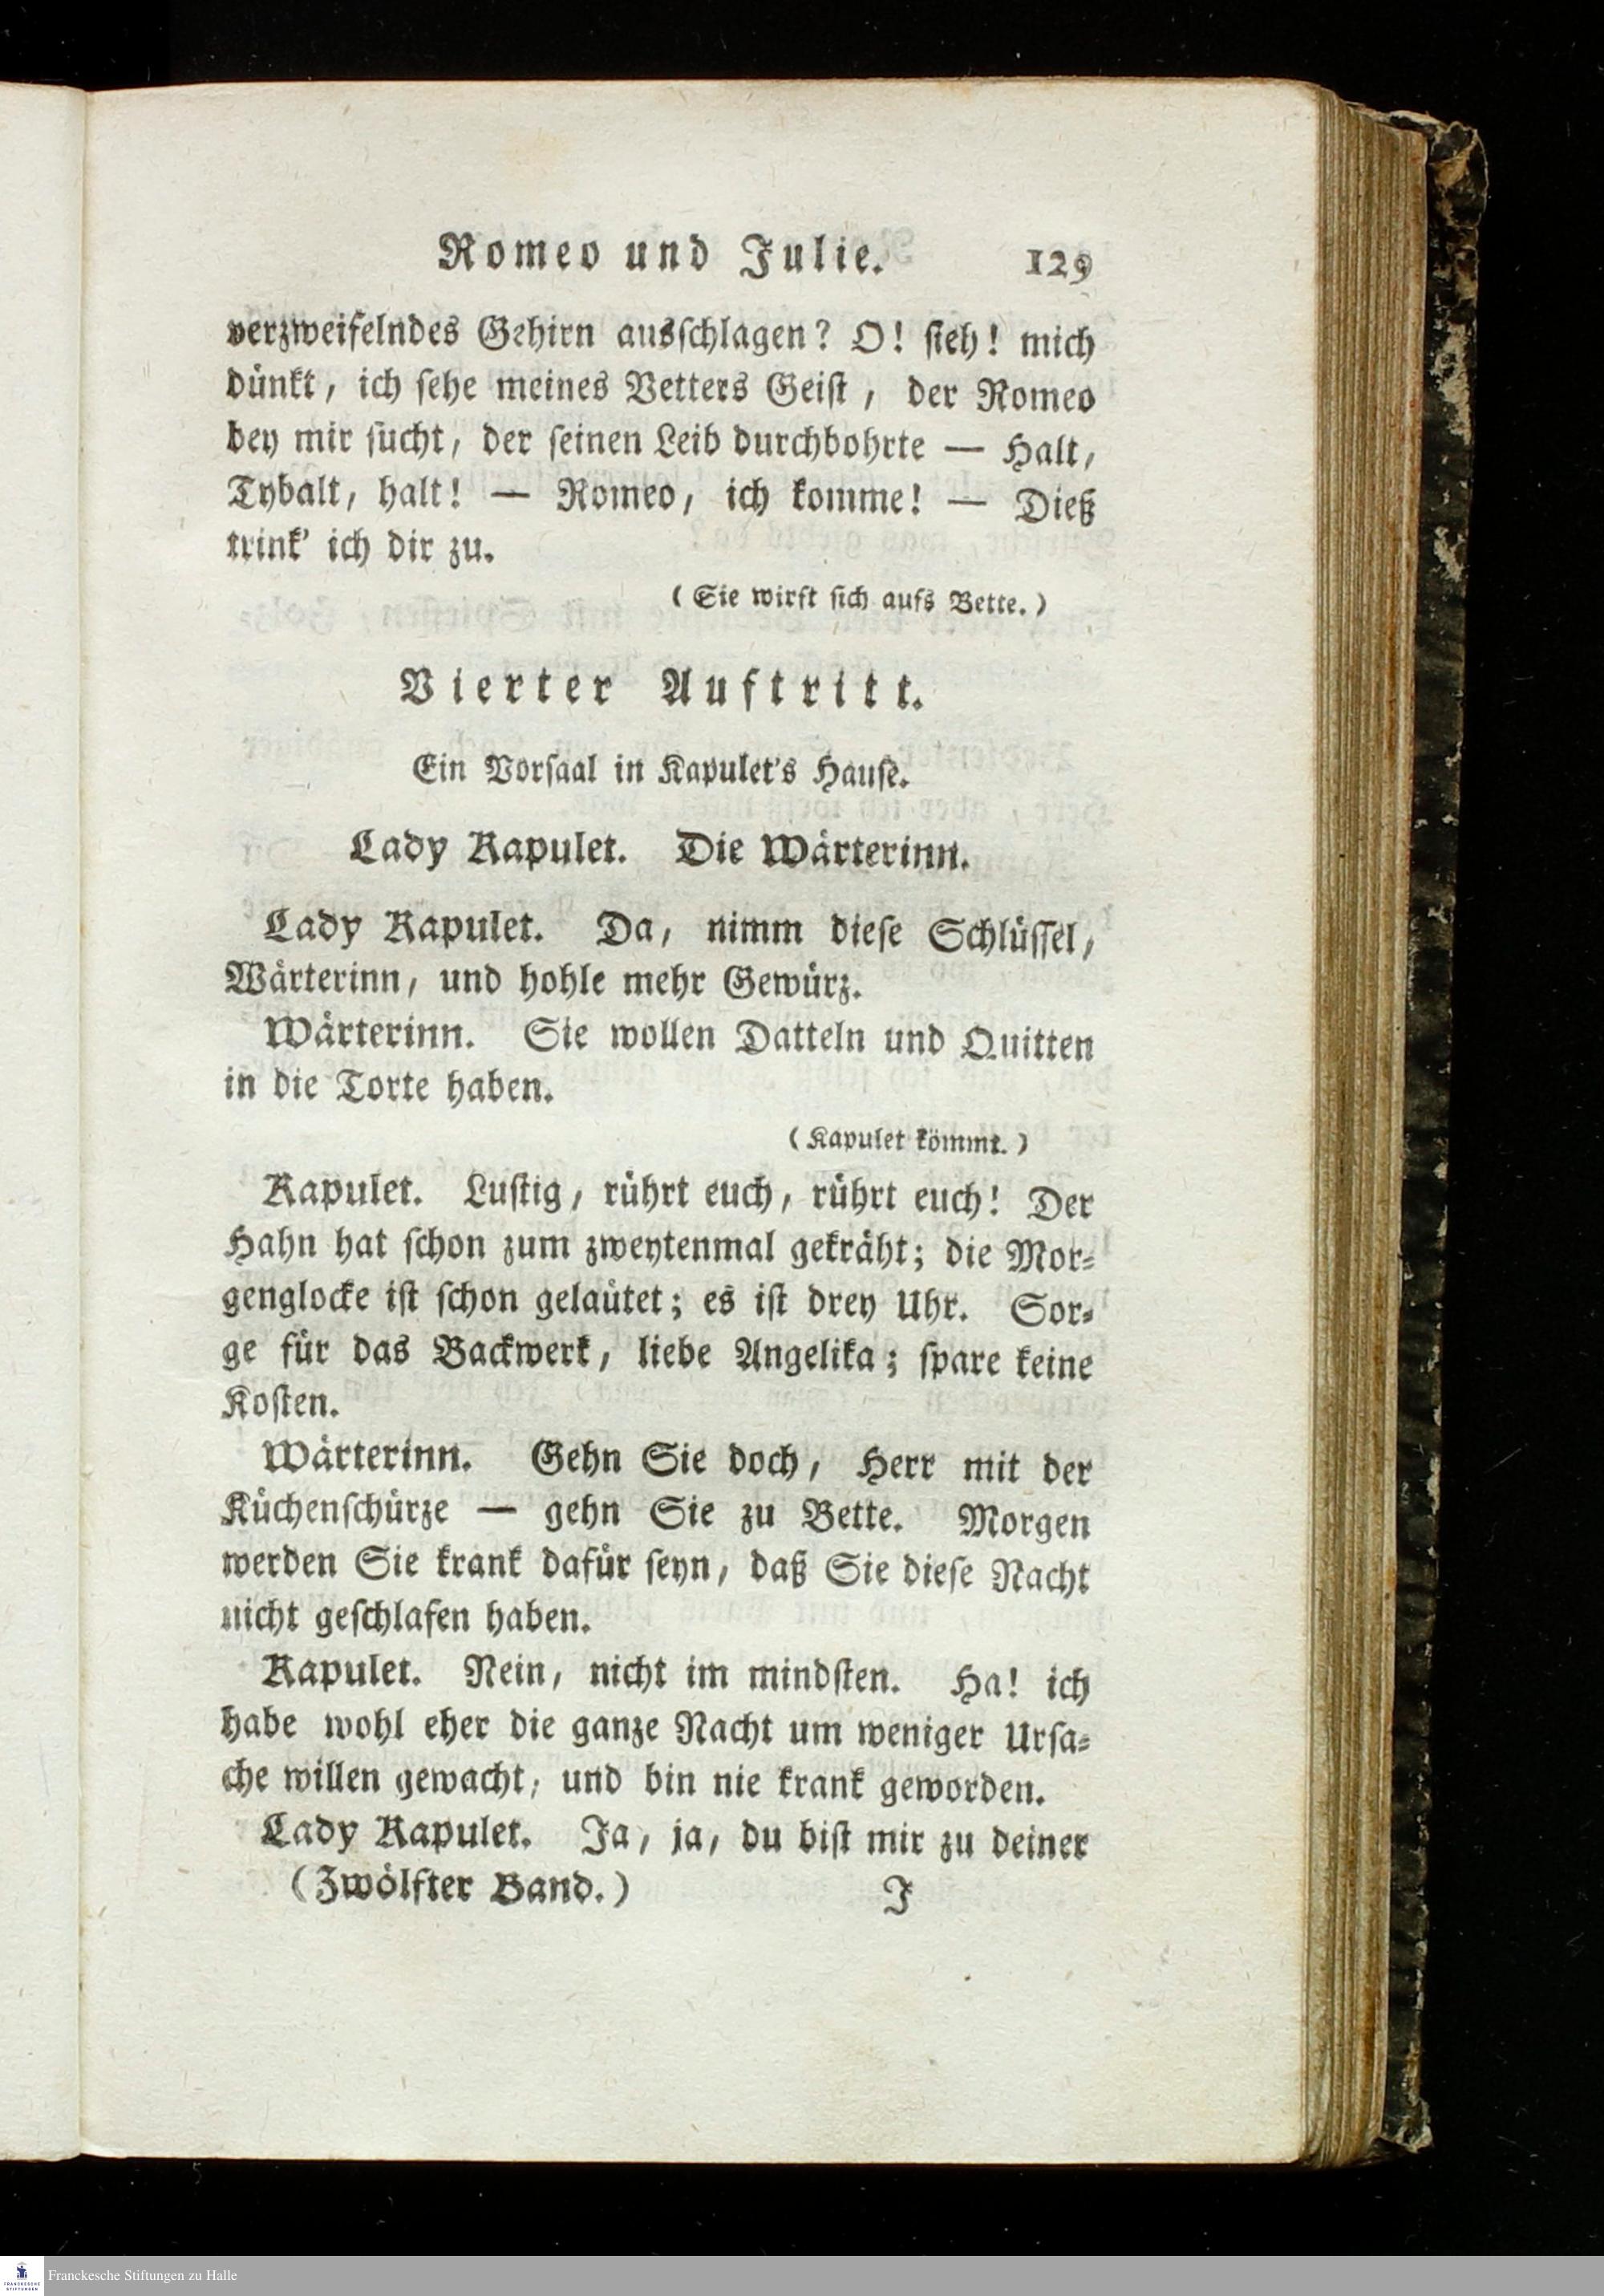 Romeo und Julie. 129
verzweifelndes Gehirn ausſchlagen? O! ſieh! mich
dünkt, ich ſehe meines Vetters Geiſt, der Romeo
bey mir ſucht, der ſeinen Leib durchbohrte — Halt,
Tybalt, halt! — Romeo, ich komme! — Dieß
trink' ich dir zu.
(Sie wirft ſich aufs Bette.)
Vierter Auftritt.
Ein Vorſaal in Kapulet's Hauſe.
Lady Kapulet. Die Wärterinn.
Lady Kapulet. Da, nimm dieſe Schlüſſel,
Wärterinn, und hohle mehr Gewürz.
Wärterinn. Sie wollen Datteln und Quitten
in die Torte haben.
(Kapulet kömmt.)
Kapulet. Luſtig, rührt euch, rührt euch! Der
Hahn hat ſchon zum zweytenmal gekräht; die Mor-
genglocke iſt ſchon gelaütet; es iſt drey Uhr. Sor-
ge für das Backwerk, liebe Angelika; ſpare keine
Koſten.
Wärterinn. Gehn Sie doch, Herr mit der
Küchenſchürze — gehn Sie zu Bette. Morgen
werden Sie krank dafür ſeyn, daß Sie dieſe Nacht
nicht geſchlafen haben.
Kapulet. Nein, nicht im mindſten. Ha! ich
habe wohl eher die ganze Nacht um weniger Urſa-
che willen gewacht, und bin nie krank geworden.
Lady Kapulet. Ja, ja, du biſt mir zu deiner
(Zwölfter Band.) J
FRANCKESCHE STIFTUNGEN
Franckesche Stiftungen zu Halle